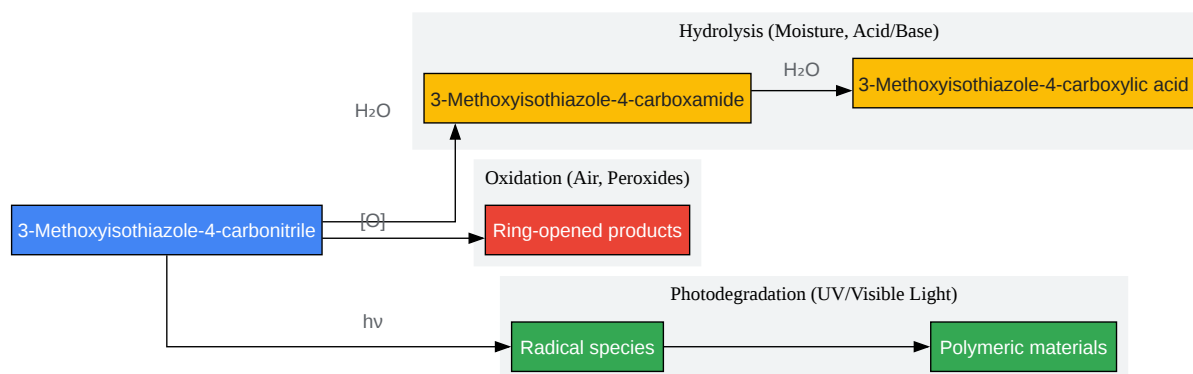 Hydrolysis (Moisture, Acid/Base)
H₂O
3-Methoxyisothiazole-4-carboxamide
H₂O
3-Methoxyisothiazole-4-carboxylic acid
Oxidation (Air, Peroxides)
3-Methoxyisothiazole-4-carbonitrile
[O]
Ring-opened products
Photodegradation (UV/Visible Light)
hν
Radical species
Polymeric materials